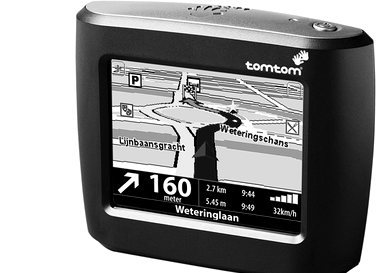 tomtom
P
Weteringschans
Lijnbaansgracht
160
meter
2.7 km 9:44
5.45 m 9:49
32km/h
Weteringlaan